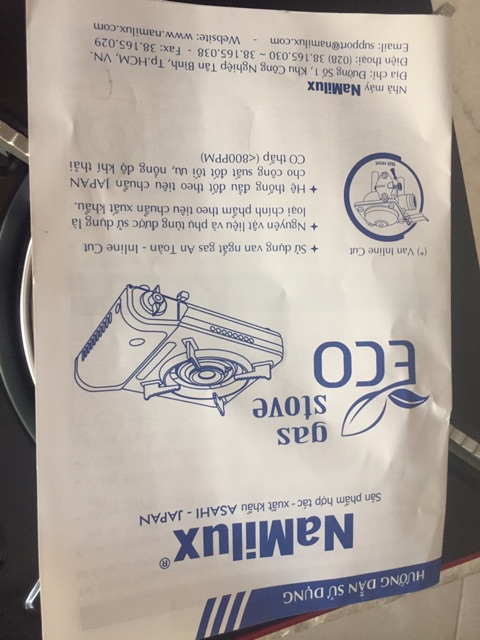 HƯỚNG DẪN SỬ DỤNG
NaMilux®
Sản phẩm hợp tác - xuất khẩu ASAHI - JAPAN
gas
stove
ECO
(*) Van Inline Cut
+ Sử dụng van ngắt gas An Toàn - Inline Cut
+ Nguyên vật liệu và phụ tùng được sử dụng là
loại chính phẩm theo tiêu chuẩn xuất khẩu.
+ Hệ thống đầu đốt theo tiêu chuẩn JAPAN
cho công suất đốt tối ưu, nồng độ khí thải
CO thấp (<800PPM)
Nhà máy NaMilux
Địa chỉ: Đường Số 1, Khu Công Nghiệp Tân Bình, Tp.HCM, VN.
Điện thoại: (028) 38.165.030 ~ 38.165.038 - Fax: 38.165.029
Email: support@namilux.com - Website: www.namilux.com